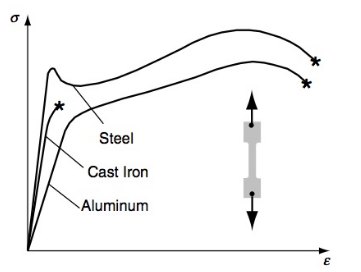 σ
Steel
Cast Iron
Aluminum
ε